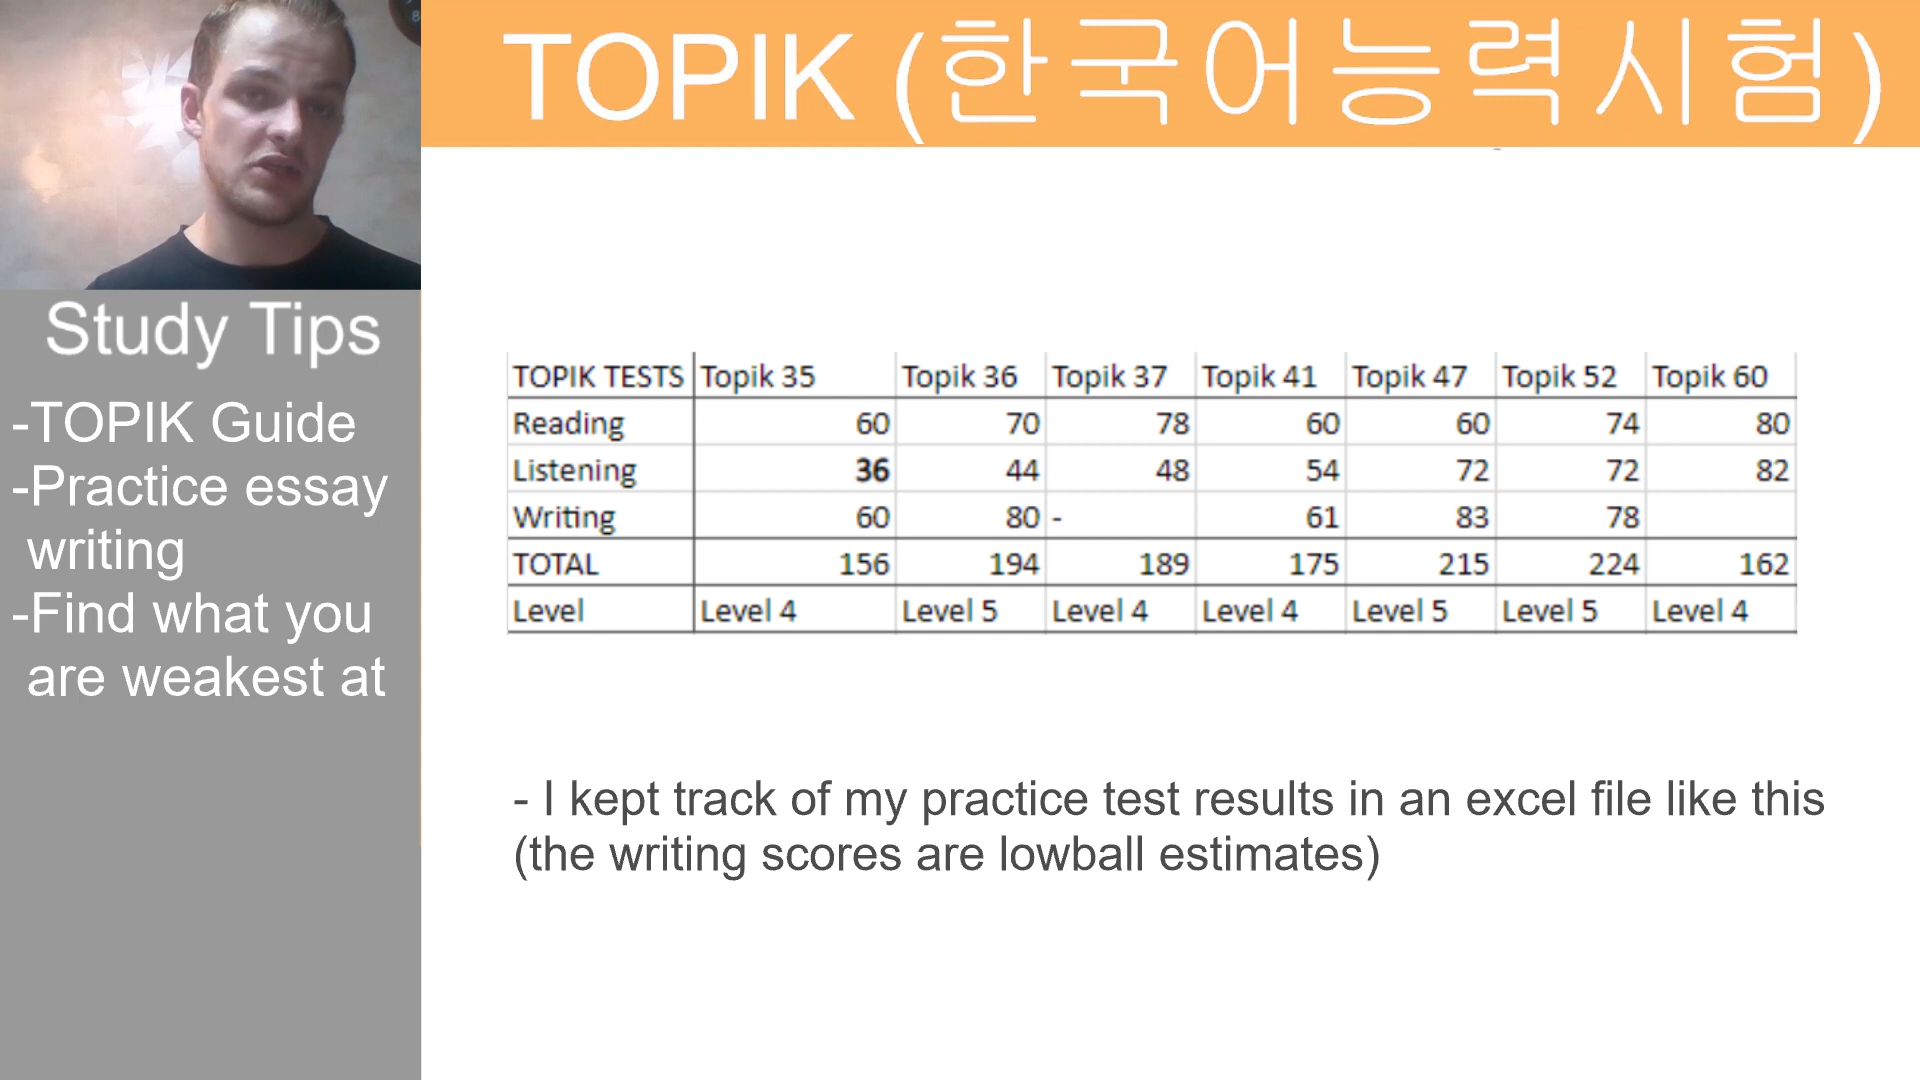 TOPIK (한국어능력시험)
Study Tips
-TOPIK Guide
-Practice essay
writing
-Find what you
are weakest at
TOPIK TESTS Topik 35 Topik 36 Topik 37 Topik 41 Topik 47 Topik 52 Topik 60
Reading 60 70 78 60 60 74 80
Listening 36 44 48 54 72 72 82
Writing 60 80 - 61 83 78
TOTAL 156 194 189 175 215 224 162
Level Level 4 Level 5 Level 4 Level 4 Level 5 Level 5 Level 4
- I kept track of my practice test results in an excel file like this
(the writing scores are lowball estimates)